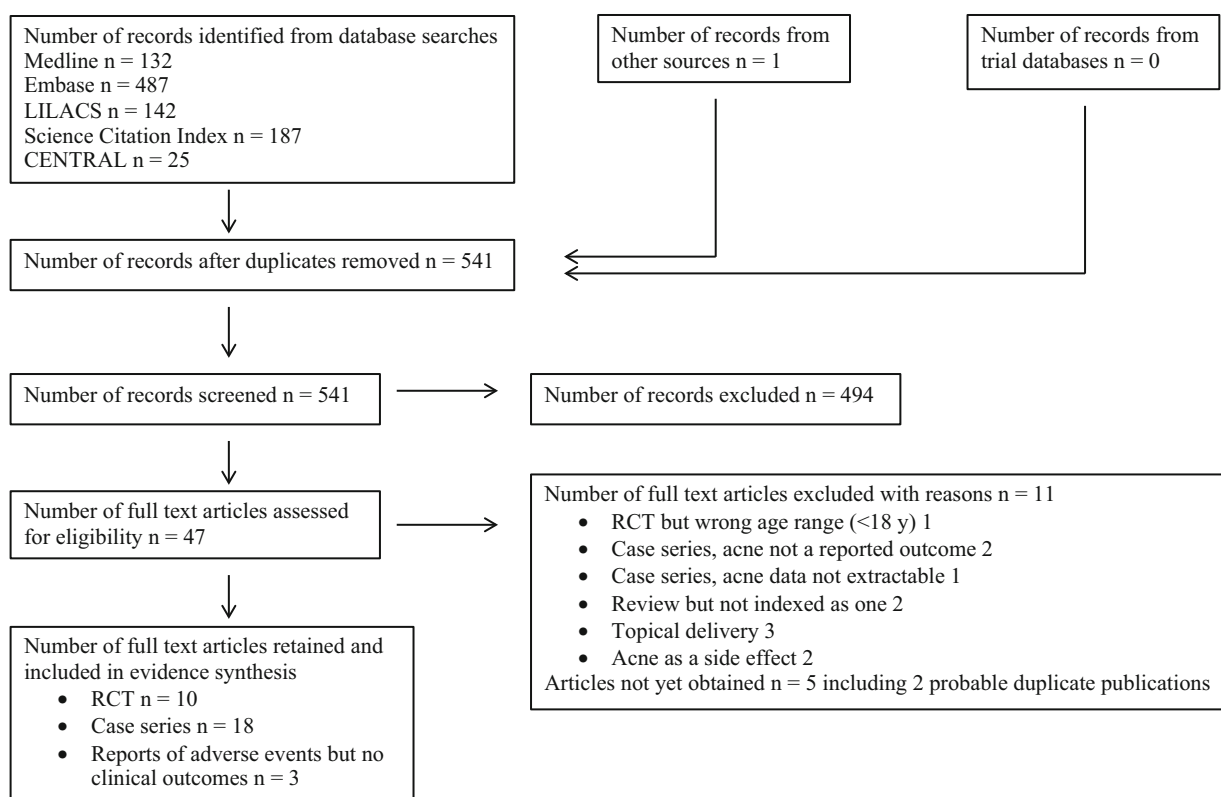 Number of records identified from database searches
Medline n = 132
Embase n = 487
LILACS n = 142
Science Citation Index n = 187
CENTRAL n = 25
Number of records from
other sources n = 1
Number of records from
trial databases n = 0
Number of records after duplicates removed n = 541
Number of records screened n = 541
Number of records excluded n = 494
Number of full text articles assessed
for eligibility n = 47
Number of full text articles excluded with reasons n = 11
• RCT but wrong age range (<18 y) 1
• Case series, acne not a reported outcome 2
• Case series, acne data not extractable 1
• Review but not indexed as one 2
• Topical delivery 3
• Acne as a side effect 2
Articles not yet obtained n = 5 including 2 probable duplicate publications
Number of full text articles retained and
included in evidence synthesis
• RCT n = 10
• Case series n = 18
• Reports of adverse events but no
clinical outcomes n = 3